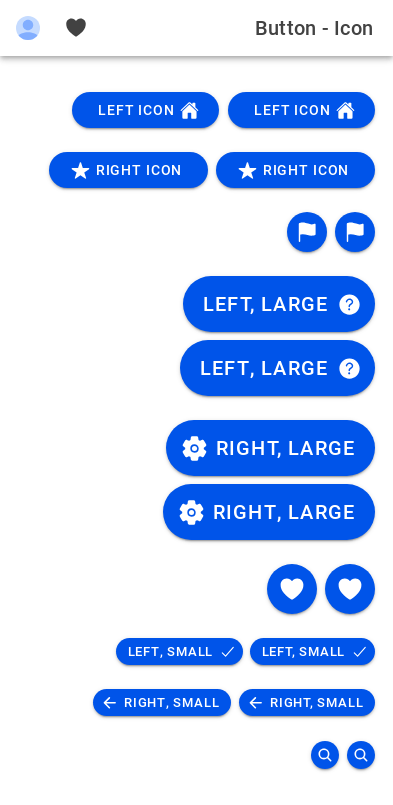 Button - Icon
LEFT ICON LEFT ICON
RIGHT ICON RIGHT ICON
LEFT, LARGE
LEFT, LARGE
RIGHT, LARGE
RIGHT, LARGE
LEFT, SMALL LEFT, SMALL
RIGHT, SMALL RIGHT, SMALL